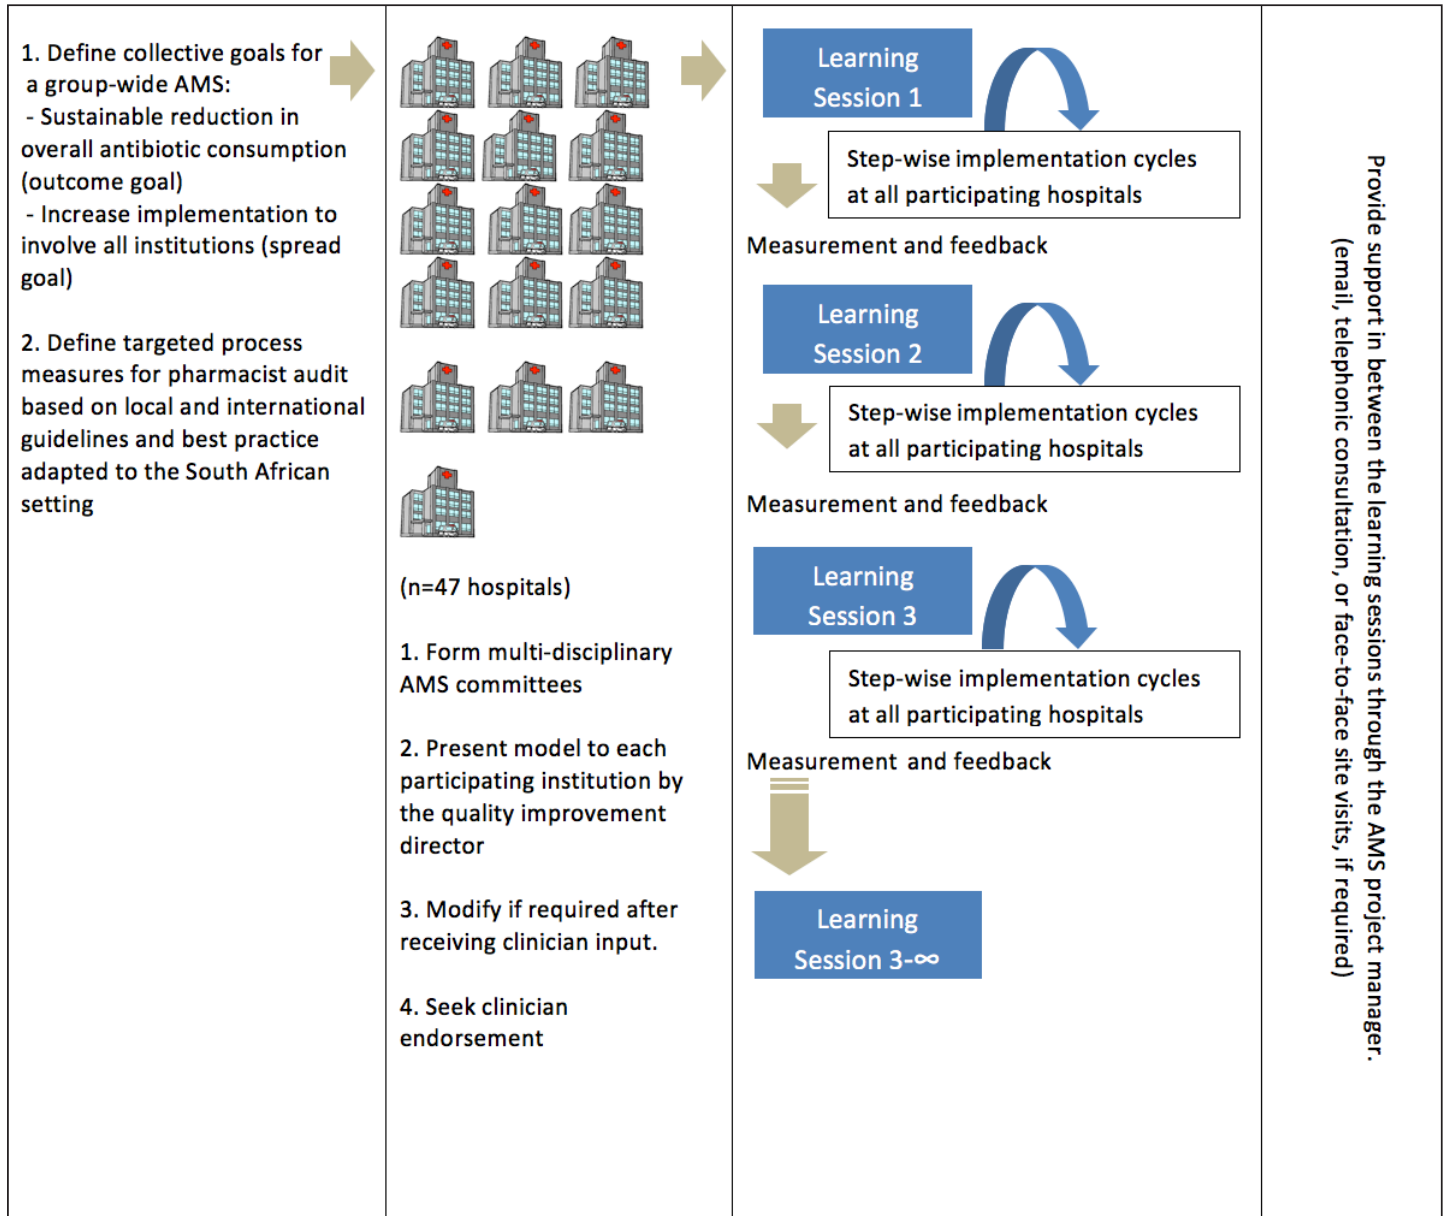 1. Define collective goals for
a group-wide AMS:
- Sustainable reduction in
overall antibiotic consumption
(outcome goal)
- Increase implementation to
involve all institutions (spread
goal)
2. Define targeted process
measures for pharmacist audit
based on local and international
guidelines and best practice
adapted to the South African
setting
(n=47 hospitals)
1. Form multi-disciplinary
AMS committees
2. Present model to each
participating institution by
the quality improvement
director
3. Modify if required after
receiving clinician input.
4. Seek clinician
endorsement
Learning
Session 1
Step-wise implementation cycles
at all participating hospitals
Measurement and feedback
Learning
Session 2
Step-wise implementation cycles
at all participating hospitals
Measurement and feedback
Learning
Session 3
Step-wise implementation cycles
at all participating hospitals
Measurement and feedback
Learning
Session 3-∞
Provide support in between the learning sessions through the AMS project manager.
(email, telephonic consultation, or face-to-face site visits, if required)